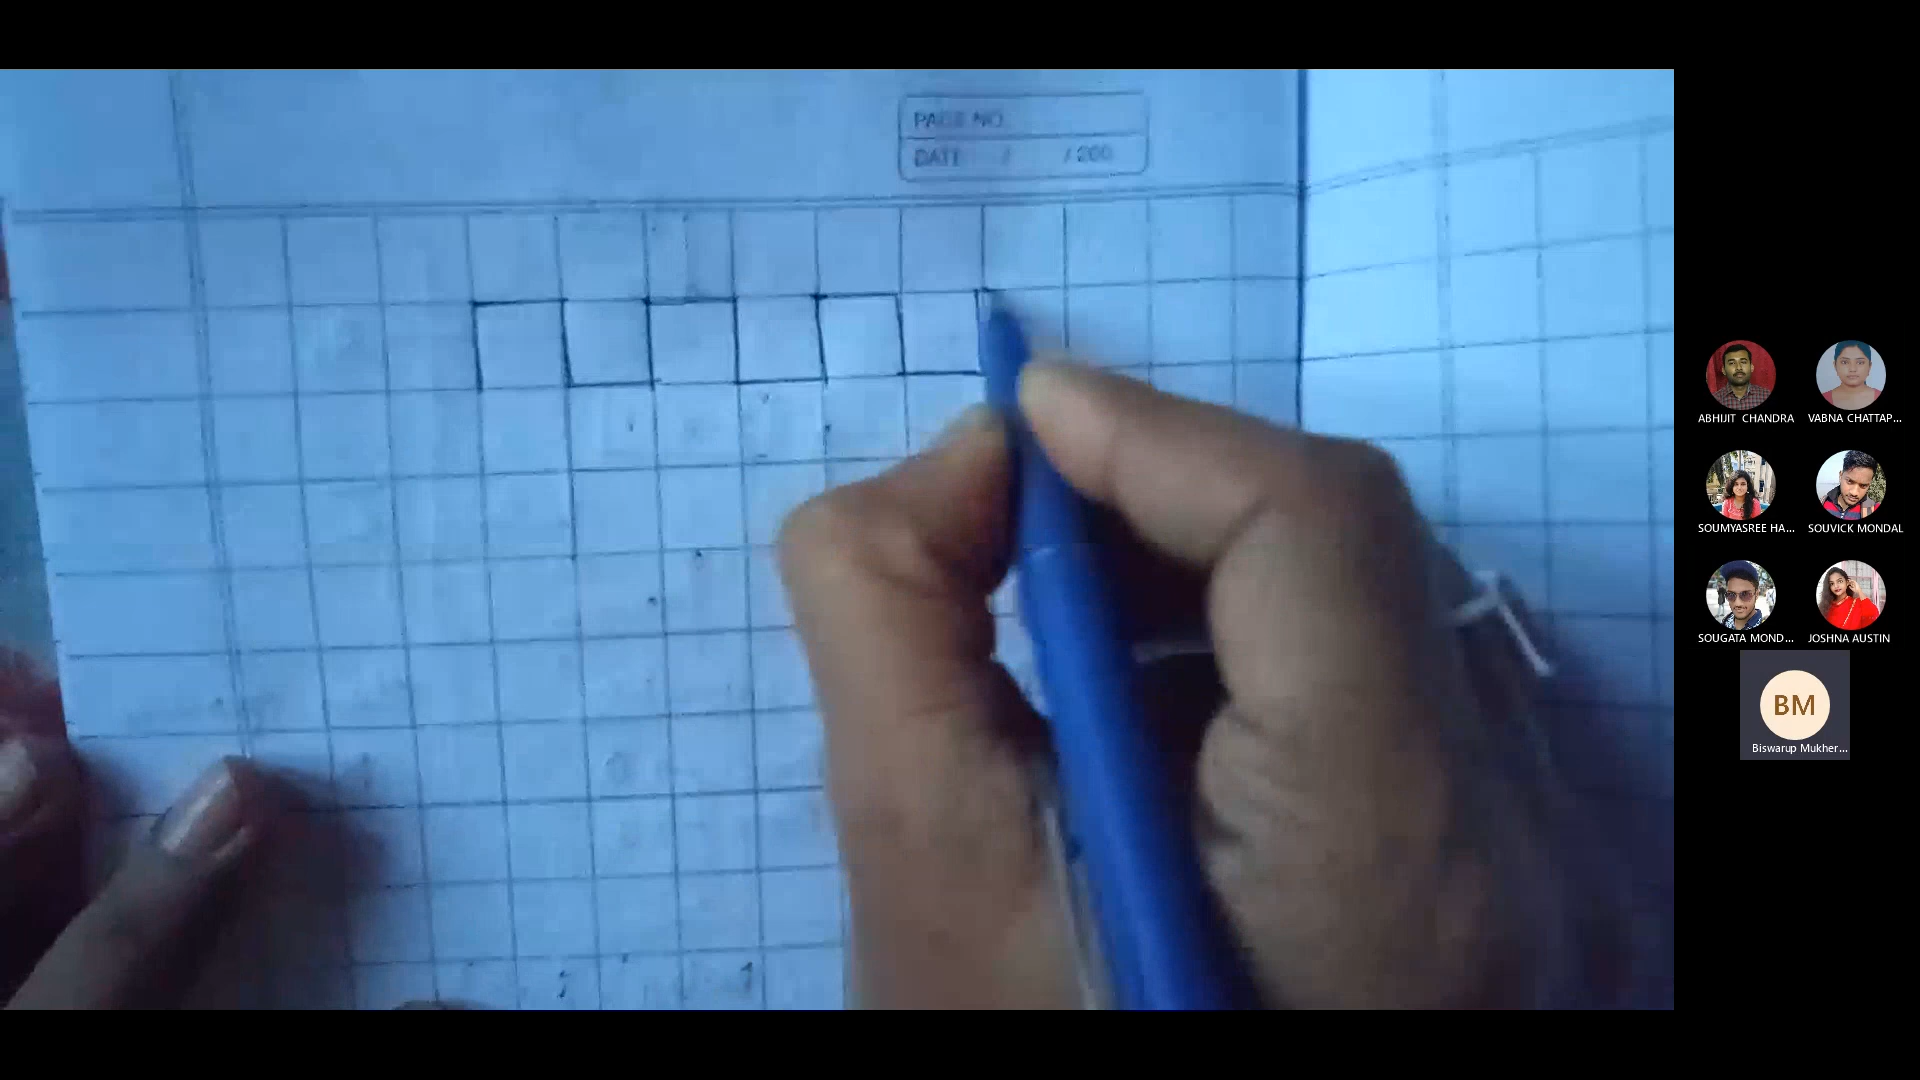 PAGE NO.
DATE / / 200
ABHIJIT CHANDRA
VABNA CHATTAP...
SOUMYASREE HA...
SOUVICK MONDAL
SOUGATA MOND...
JOSHNA AUSTIN
BM
Biswarup Mukher...